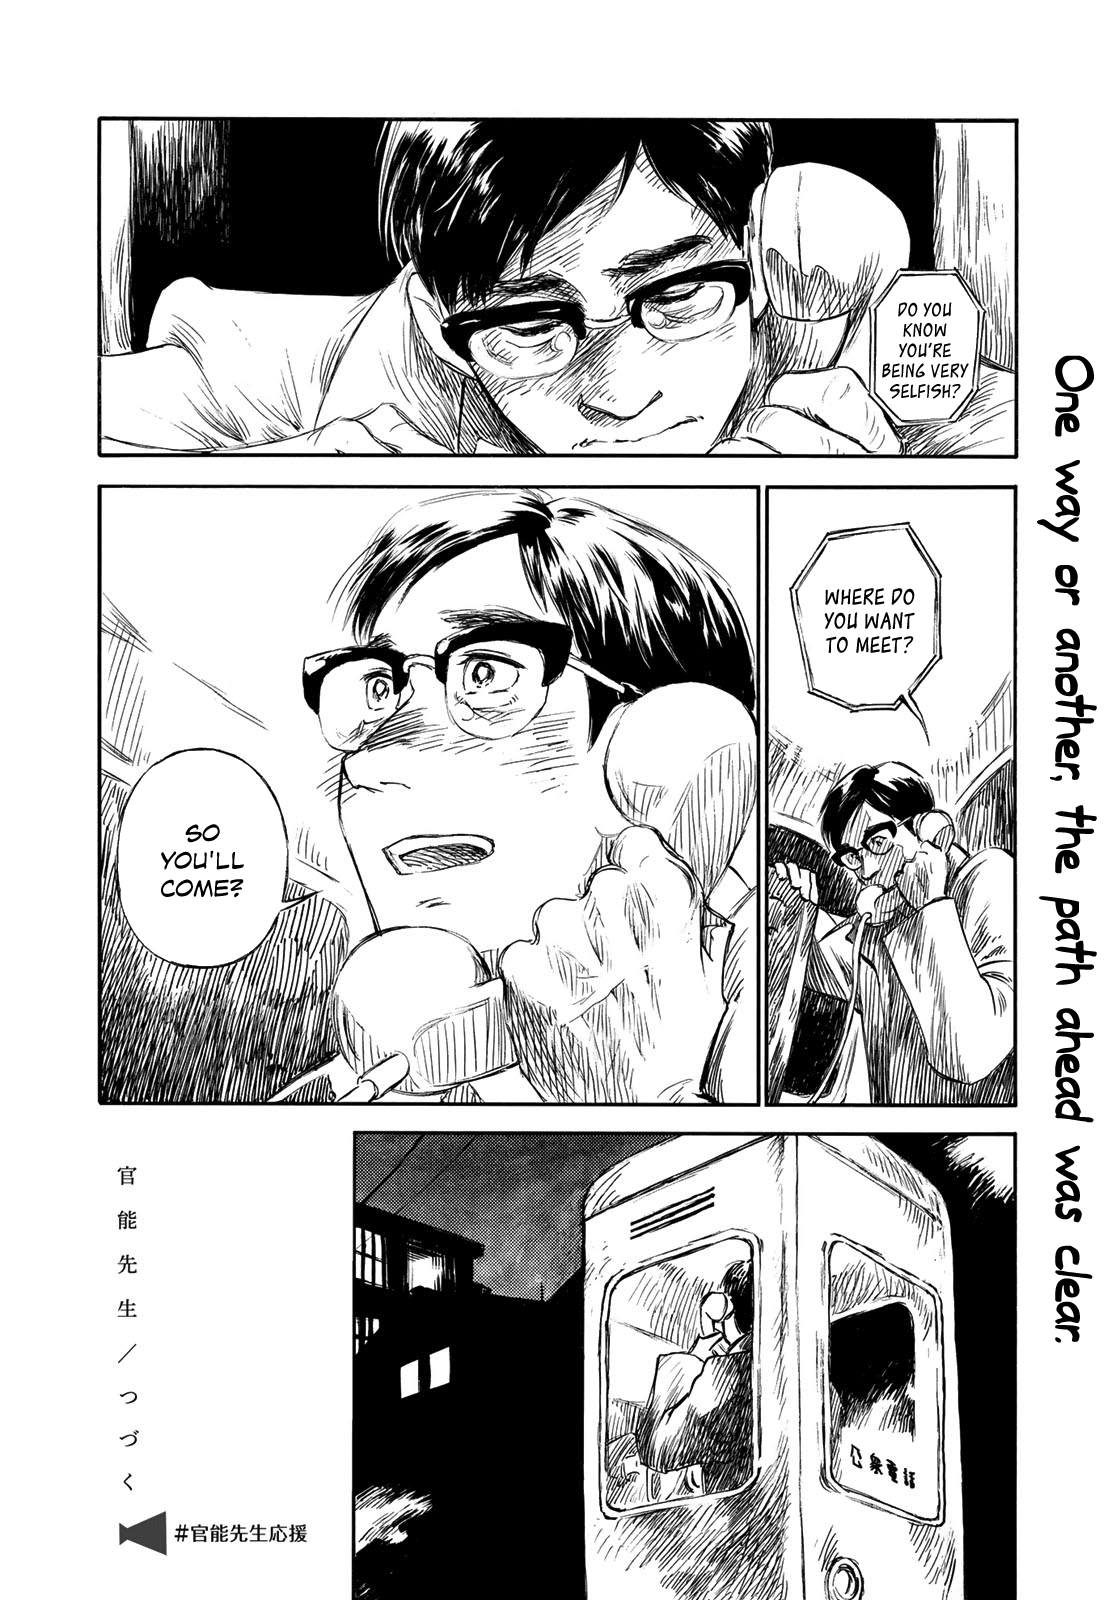 DO YOU
KNOW
YOU'RE
BEING VERY
SELFISH?
WHERE DO
YOU WANT
TO MEET?
SO
YOU'LL
COME?
One way or another, the path ahead was clear.
公衆電話
官能先生／つづく
#官能先生応援